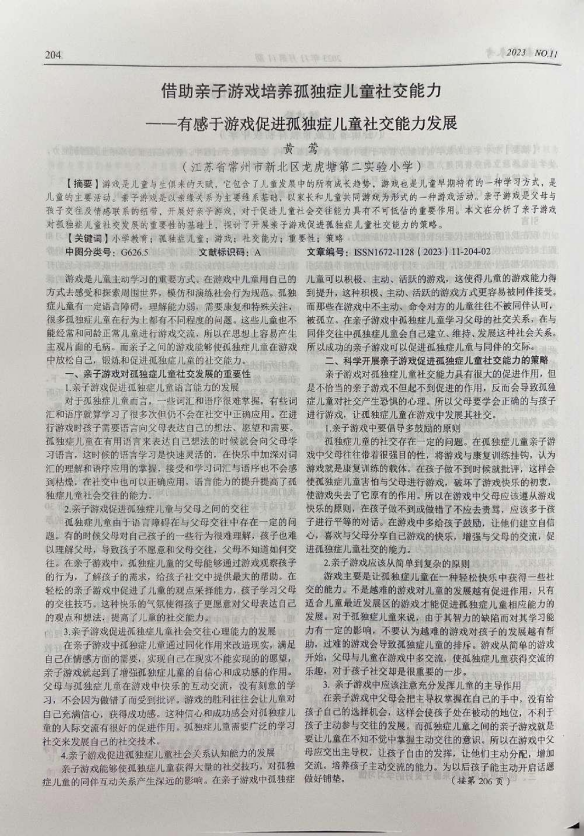 204
2023 NO.11
借助亲子游戏培养孤独症儿童社交能力
——有感于游戏促进孤独症儿童社交能力发展
黄 莺
(江苏省常州市新北区龙虎塘第二实验小学)
【摘要】游戏是儿童与生俱来的天赋，它包含了儿童发展中的所有成长趋势，游戏也是儿童早期特有的一种学习方式，是
儿童的主要活动。亲子游戏是以亲缘关系为主要维系基础，以家长和儿童共同游戏为形式的一种游戏活动。亲子游戏是父母与
孩子交往及情感联系的纽带，开展好亲子游戏，对于促进儿童社会交往能力具有不可低估的重要作用。本文在分析了亲子游戏
对孤独症儿童社交发展的重要性的基础上，探讨了开展亲子游戏促进孤独症儿童社交能力的策略。
【关键词】小学教育；孤独症儿童；游戏；社交能力；重要性；策略
中图分类号：G626.5 文献标识码：A 文章编号：ISSN1672-1128（2023）11-204-02
游戏是儿童主动学习的重要方式，在游戏中儿童用自己的
方式去感受和探索周围世界，模仿和演练社会行为规范。孤独
症儿童有一定语言障碍，理解能力弱，需要康复和特殊关注，
很多孤独症儿童在行为上都有不同程度的问题。这些儿童也不
能经常和同龄正常儿童进行游戏交流，所以在思想上容易产生
主观片面的毛病。而亲子之间的游戏能够使孤独症儿童在游戏
中放松自己，锻炼和促进孤独症儿童的社交能力。
一、亲子游戏对孤独症儿童社交发展的重要性
1.亲子游戏促进孤独症儿童语言能力的发展
对于孤独症儿童而言，一些词汇和语序很难掌握。有些词
汇和语序就算学习了很多次但仍不会在社交中正确应用。在进
行游戏时孩子需要语言向父母表达自己的想法、愿望和需要。
孤独症儿童在有用语言来表达自己想法的时候就会向父母学
习语言，这时候的语言学习是快速灵活的，在快乐中加深对词
汇的理解和语序应用的掌握，接受和学习词汇与语序也不会感
到枯燥，在社交中也可以正确应用，语言能力的提升提高了孤
独症儿童社会交往的能力。
2.亲子游戏促进孤独症儿童与父母之间的交往
孤独症儿童由于语言障碍在与父母交往中存在一定的问
题，有的时候父母对自己孩子的一些行为很难理解，孩子也难
以理解父母，导致孩子不愿意和父母交往，父母不知道如何交
往。在亲子游戏中，孤独症儿童的父母能够通过游戏观察孩子
的行为，了解孩子的需求，给孩子社交中提供最大的帮助。在
轻松的亲子游戏中促进了儿童的观点采择能力，孩子学习父母
的交往技巧，这种快乐的气氛使得孩子更愿意对父母表达自己
的观点和想法，提高了儿童的社会能力。
3.亲子游戏促进孤独症儿童社会交往心理能力的发展
在亲子游戏中孤独症儿童通过同化作用来改造现实，满足
自己在情感方面的需要，实现自己在现实不能实现的的愿望，
亲子游戏就起到了增强孤独症儿童的自信心和成功感的作用。
父母与孤独症儿童在游戏中快乐的互动交流，没有刻意的学
习，不会因为做错了而受到批评。游戏的胜利往往会让儿童对
自己充满信心，获得成功感。这种信心和成功感会对孤独症儿
童的人际交流有很好的促进作用。孤独症儿童需要广泛的学习
社交来发展自己的社交技术。
4.亲子游戏促进孤独症儿童社会关系认知能力的发展
亲子游戏能够使孤独症儿童获得大量的社交技巧，对孤独
症儿童的同伴互动关系产生深远的影响。在亲子游戏中孤独症
儿童可以积极、主动、活跃的游戏，这使得儿童的游戏能力得
到提升，这种积极、主动、活跃的游戏方式更容易被同伴接受，
而那些在游戏中不主动、命令对方的儿童往往不被同伴认可，
被孤立。在亲子游戏中孤独症儿童学习父母的社交关系，在与
同伴交往中孤独症儿童会自己建立、维持、发展这种社会关系，
所以成功的亲子游戏可以促进孤独症儿童与同伴的交际。
二、科学开展亲子游戏促进孤独症儿童社交能力的策略
亲子游戏对孤独症儿童社交能力具有很大的促进作用，但
是不恰当的亲子游戏不但起不到促进的作用，反而会导致孤独
症儿童对社交产生恐惧的心理。所以父母要学会正确的与孩子
进行游戏，让孤独症儿童在游戏中发展其社交。
1.亲子游戏中要倡导多鼓励的原则
孤独症儿童的社交存在一定的问题。在孤独症儿童亲子游
戏中父母往往带着很强目的性，将游戏与康复训练挂钩，认为
游戏就是康复训练的载体，在孩子做不到时候就批评，这样会
使孤独症儿童害怕与父母进行游戏，破坏了游戏快乐的初衷，
使游戏失去了它原有的作用。所以在游戏中父母应该遵从游戏
快乐的原则，在孩子做不到或做错了不应去责骂，应该多于孩
子进行平等的对话。在游戏中多给孩子鼓励，让他们建立自信
心，喜欢与父母分享自己游戏的快乐，增强与父母的交流，促
进孤独症儿童社交的能力。
2.亲子游戏应该从简单到复杂的原则
游戏主要是让孤独症儿童在一种轻松快乐中获得一些社
交的能力。不是越难的游戏对儿童的发展越有促进作用，只有
适合儿童最近发展区的游戏才能促进孤独症儿童相应能力的
发展。对于孤独症儿童来说，由于其智力的缺陷而对其学习能
力有一定的影响，不要认为越难的游戏对孩子的发展越有帮
助，过难的游戏会导致孤独症儿童的排斥。游戏从简单的游戏
开始，父母与儿童在游戏中多交流，使孤独症儿童获得交流的
乐趣，对于孩子社交却是很重要的一步。
3. 亲子游戏中应该注意充分发挥儿童的主导作用
在亲子游戏中父母会把主导权掌握在自己的手中，没有给
孩子自己的选择机会，这样会使孩子处在被动的地位，不利于
孩子主动参与交往的发展。而孤独症儿童之间的亲子游戏就是
要让儿童在不知不觉中掌握主动交往的意识。所以在游戏中父
母应交出主导权，让孩子自由的发挥，让他们主动分配，增加
交流，培养孩子主动交流的能力，为以后孩子能主动开启话题
做好铺垫。 （接第206页）